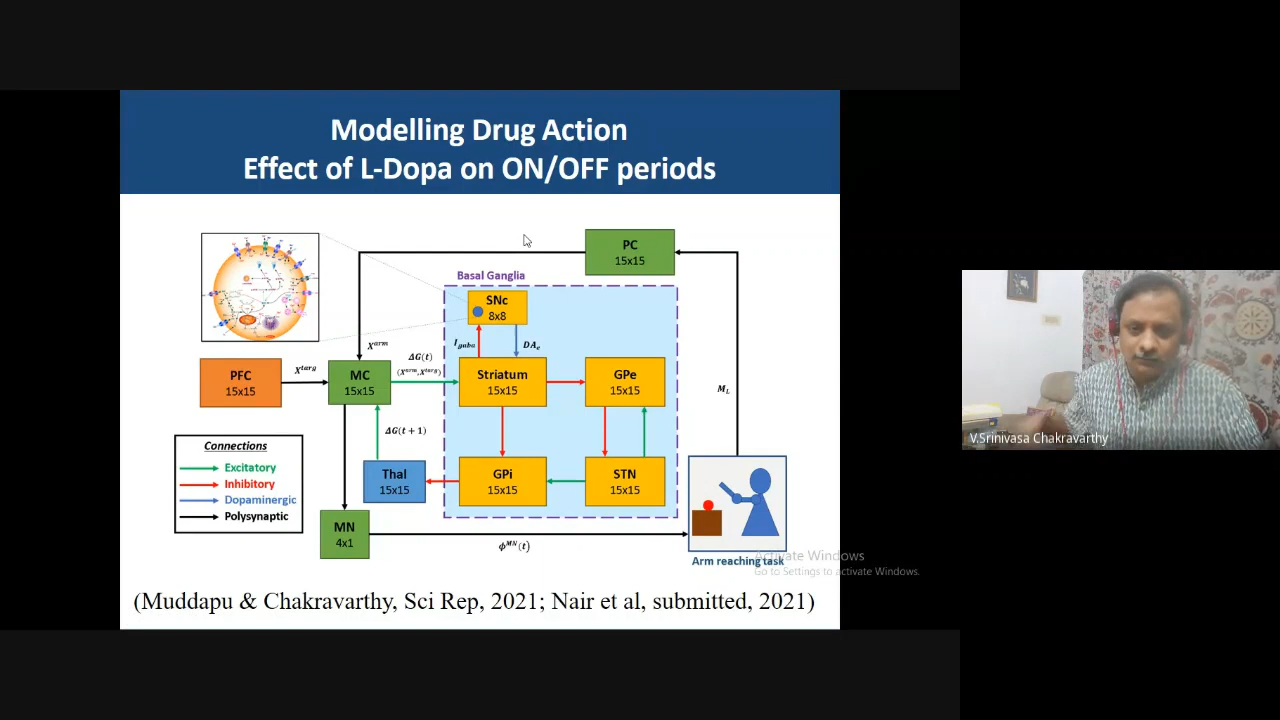 Modelling Drug Action
Effect of L-Dopa on ON/OFF periods
PC
15x15
Basal Ganglia
SNc
8x8
X^arm
ΔG(t)
(X^arm,X^targ)
I_gaba
DA_e
PFC
15x15
X^targ
MC
15x15
Striatum
15x15
GPe
15x15
M_L
ΔG(t+1)
Connections
Excitatory
Inhibitory
Dopaminergic
Polysynaptic
Thal
15x15
GPi
15x15
STN
15x15
MN
4x1
ϕ^MN(t)
Arm reaching task
(Muddapu & Chakravarthy, Sci Rep, 2021; Nair et al, submitted, 2021)
V.Srinivasa Chakravarthy
Activate Windows
Go to Settings to activate Windows.